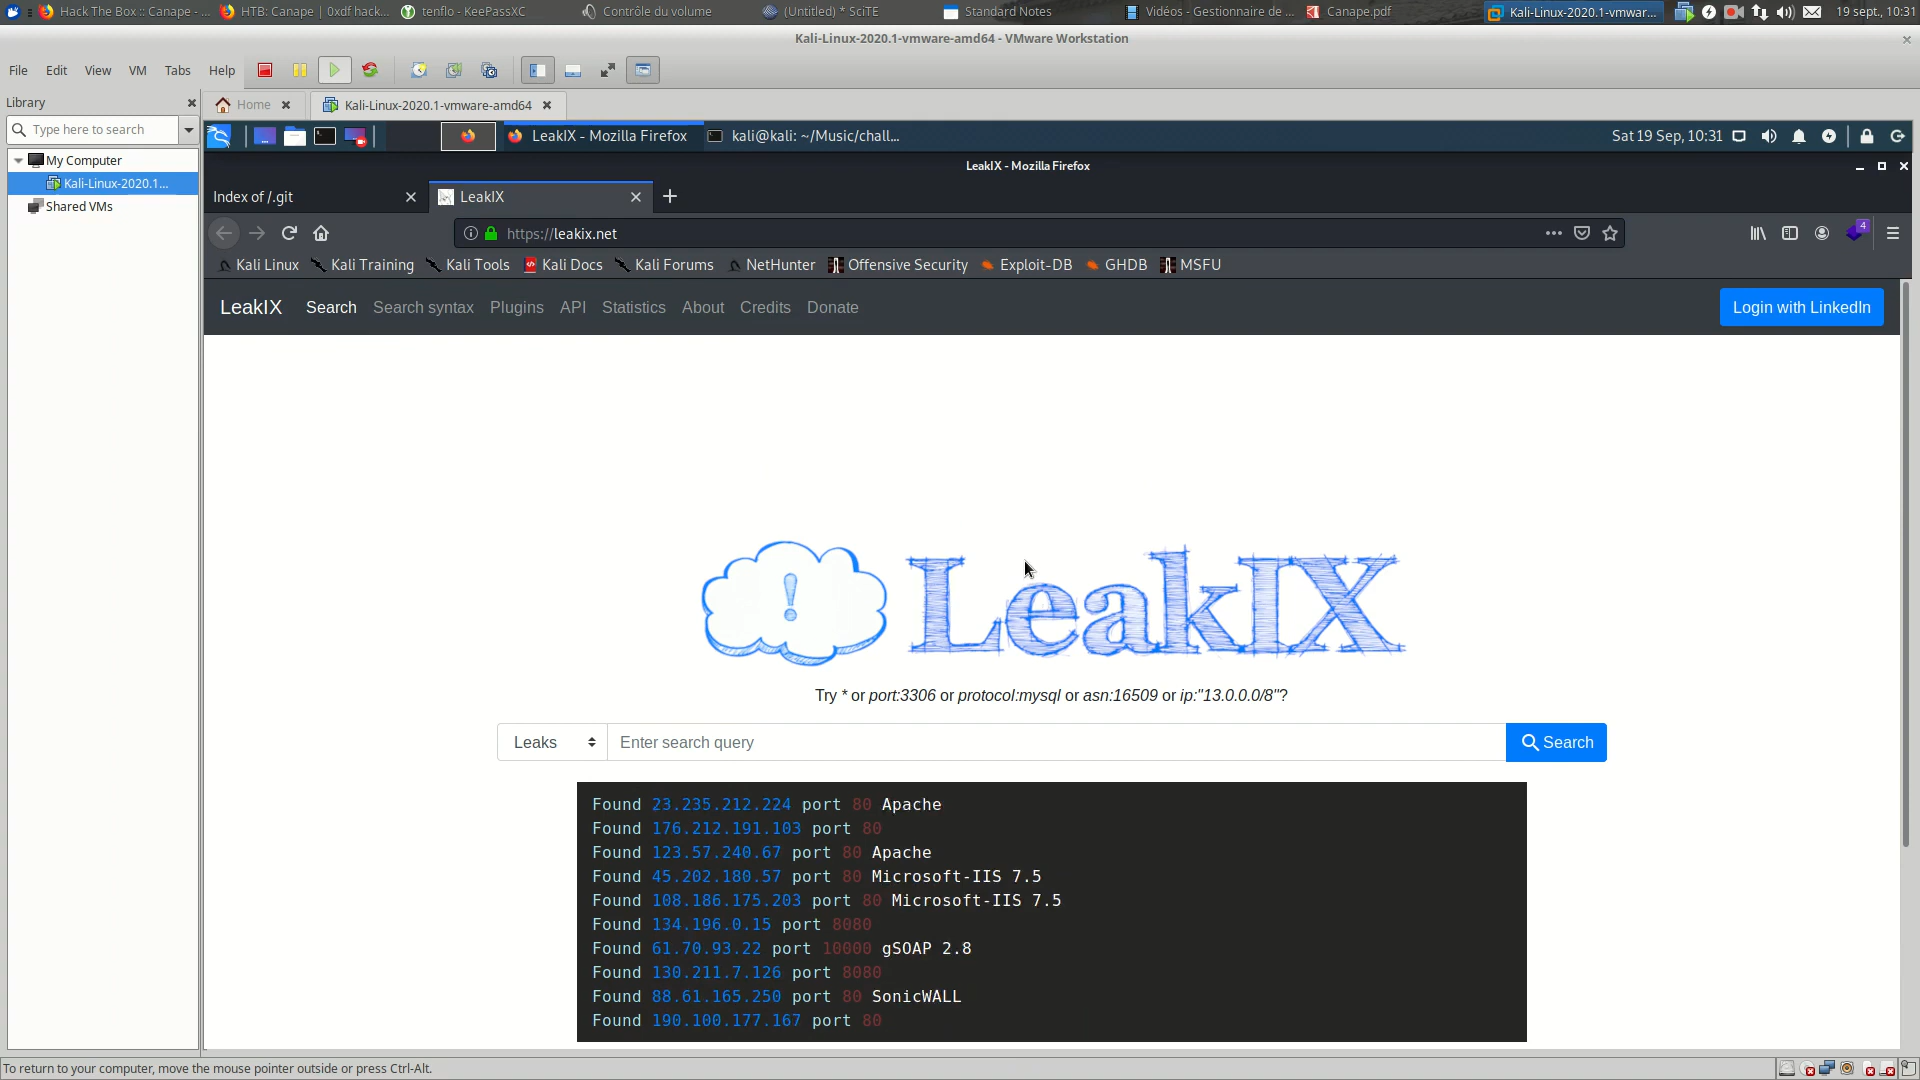 Hack The Box :: Canape - ...
HTB: Canape | 0xdf hack...
tenflo - KeePassXC
Contrôle du volume
(Untitled) * SciTE
Standard Notes
Vidéos - Gestionnaire de ...
Canape.pdf
Kali-Linux-2020.1-vmwar...
19 sept., 10:31
Kali-Linux-2020.1-vmware-amd64 - VMware Workstation
File Edit View VM Tabs Help
Library
Home
Kali-Linux-2020.1-vmware-amd64
Type here to search
LeakIX - Mozilla Firefox
kali@kali: ~/Music/chall...
Sat 19 Sep, 10:31
My Computer
Kali-Linux-2020.1...
Shared VMs
LeakIX - Mozilla Firefox
Index of /.git
LeakIX
https://leakix.net
4
Kali Linux Kali Training Kali Tools Kali Docs Kali Forums NetHunter Offensive Security Exploit-DB GHDB MSFU
LeakIX Search Search syntax Plugins API Statistics About Credits Donate
Login with LinkedIn
! LeakIX
Try * or port:3306 or protocol:mysql or asn:16509 or ip:"13.0.0.0/8"?
Leaks
Enter search query
Search
Found 23.235.212.224 port 80 Apache
Found 176.212.191.103 port 80
Found 123.57.240.67 port 80 Apache
Found 45.202.180.57 port 80 Microsoft-IIS 7.5
Found 108.186.175.203 port 80 Microsoft-IIS 7.5
Found 134.196.0.15 port 8080
Found 61.70.93.22 port 10000 gSOAP 2.8
Found 130.211.7.126 port 8080
Found 88.61.165.250 port 80 SonicWALL
Found 190.100.177.167 port 80
To return to your computer, move the mouse pointer outside or press Ctrl-Alt.